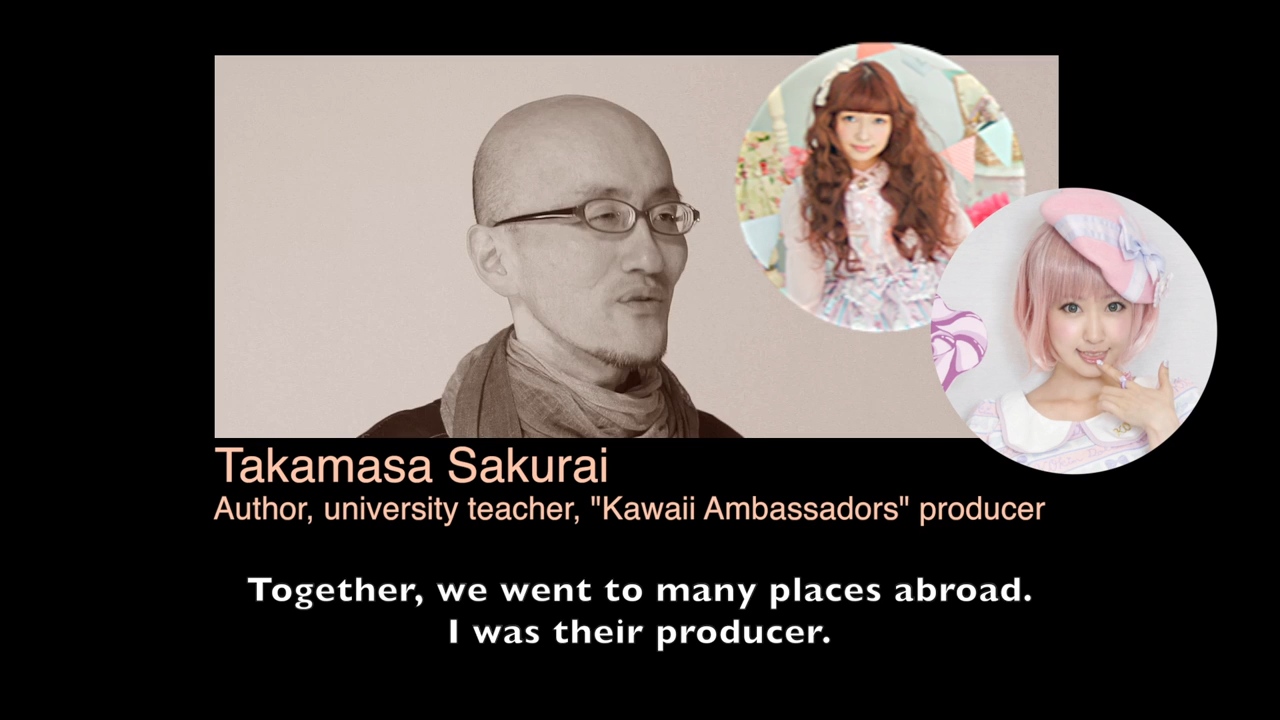 Takamasa Sakurai
Author, university teacher, "Kawaii Ambassadors" producer
Together, we went to many places abroad.
I was their producer.